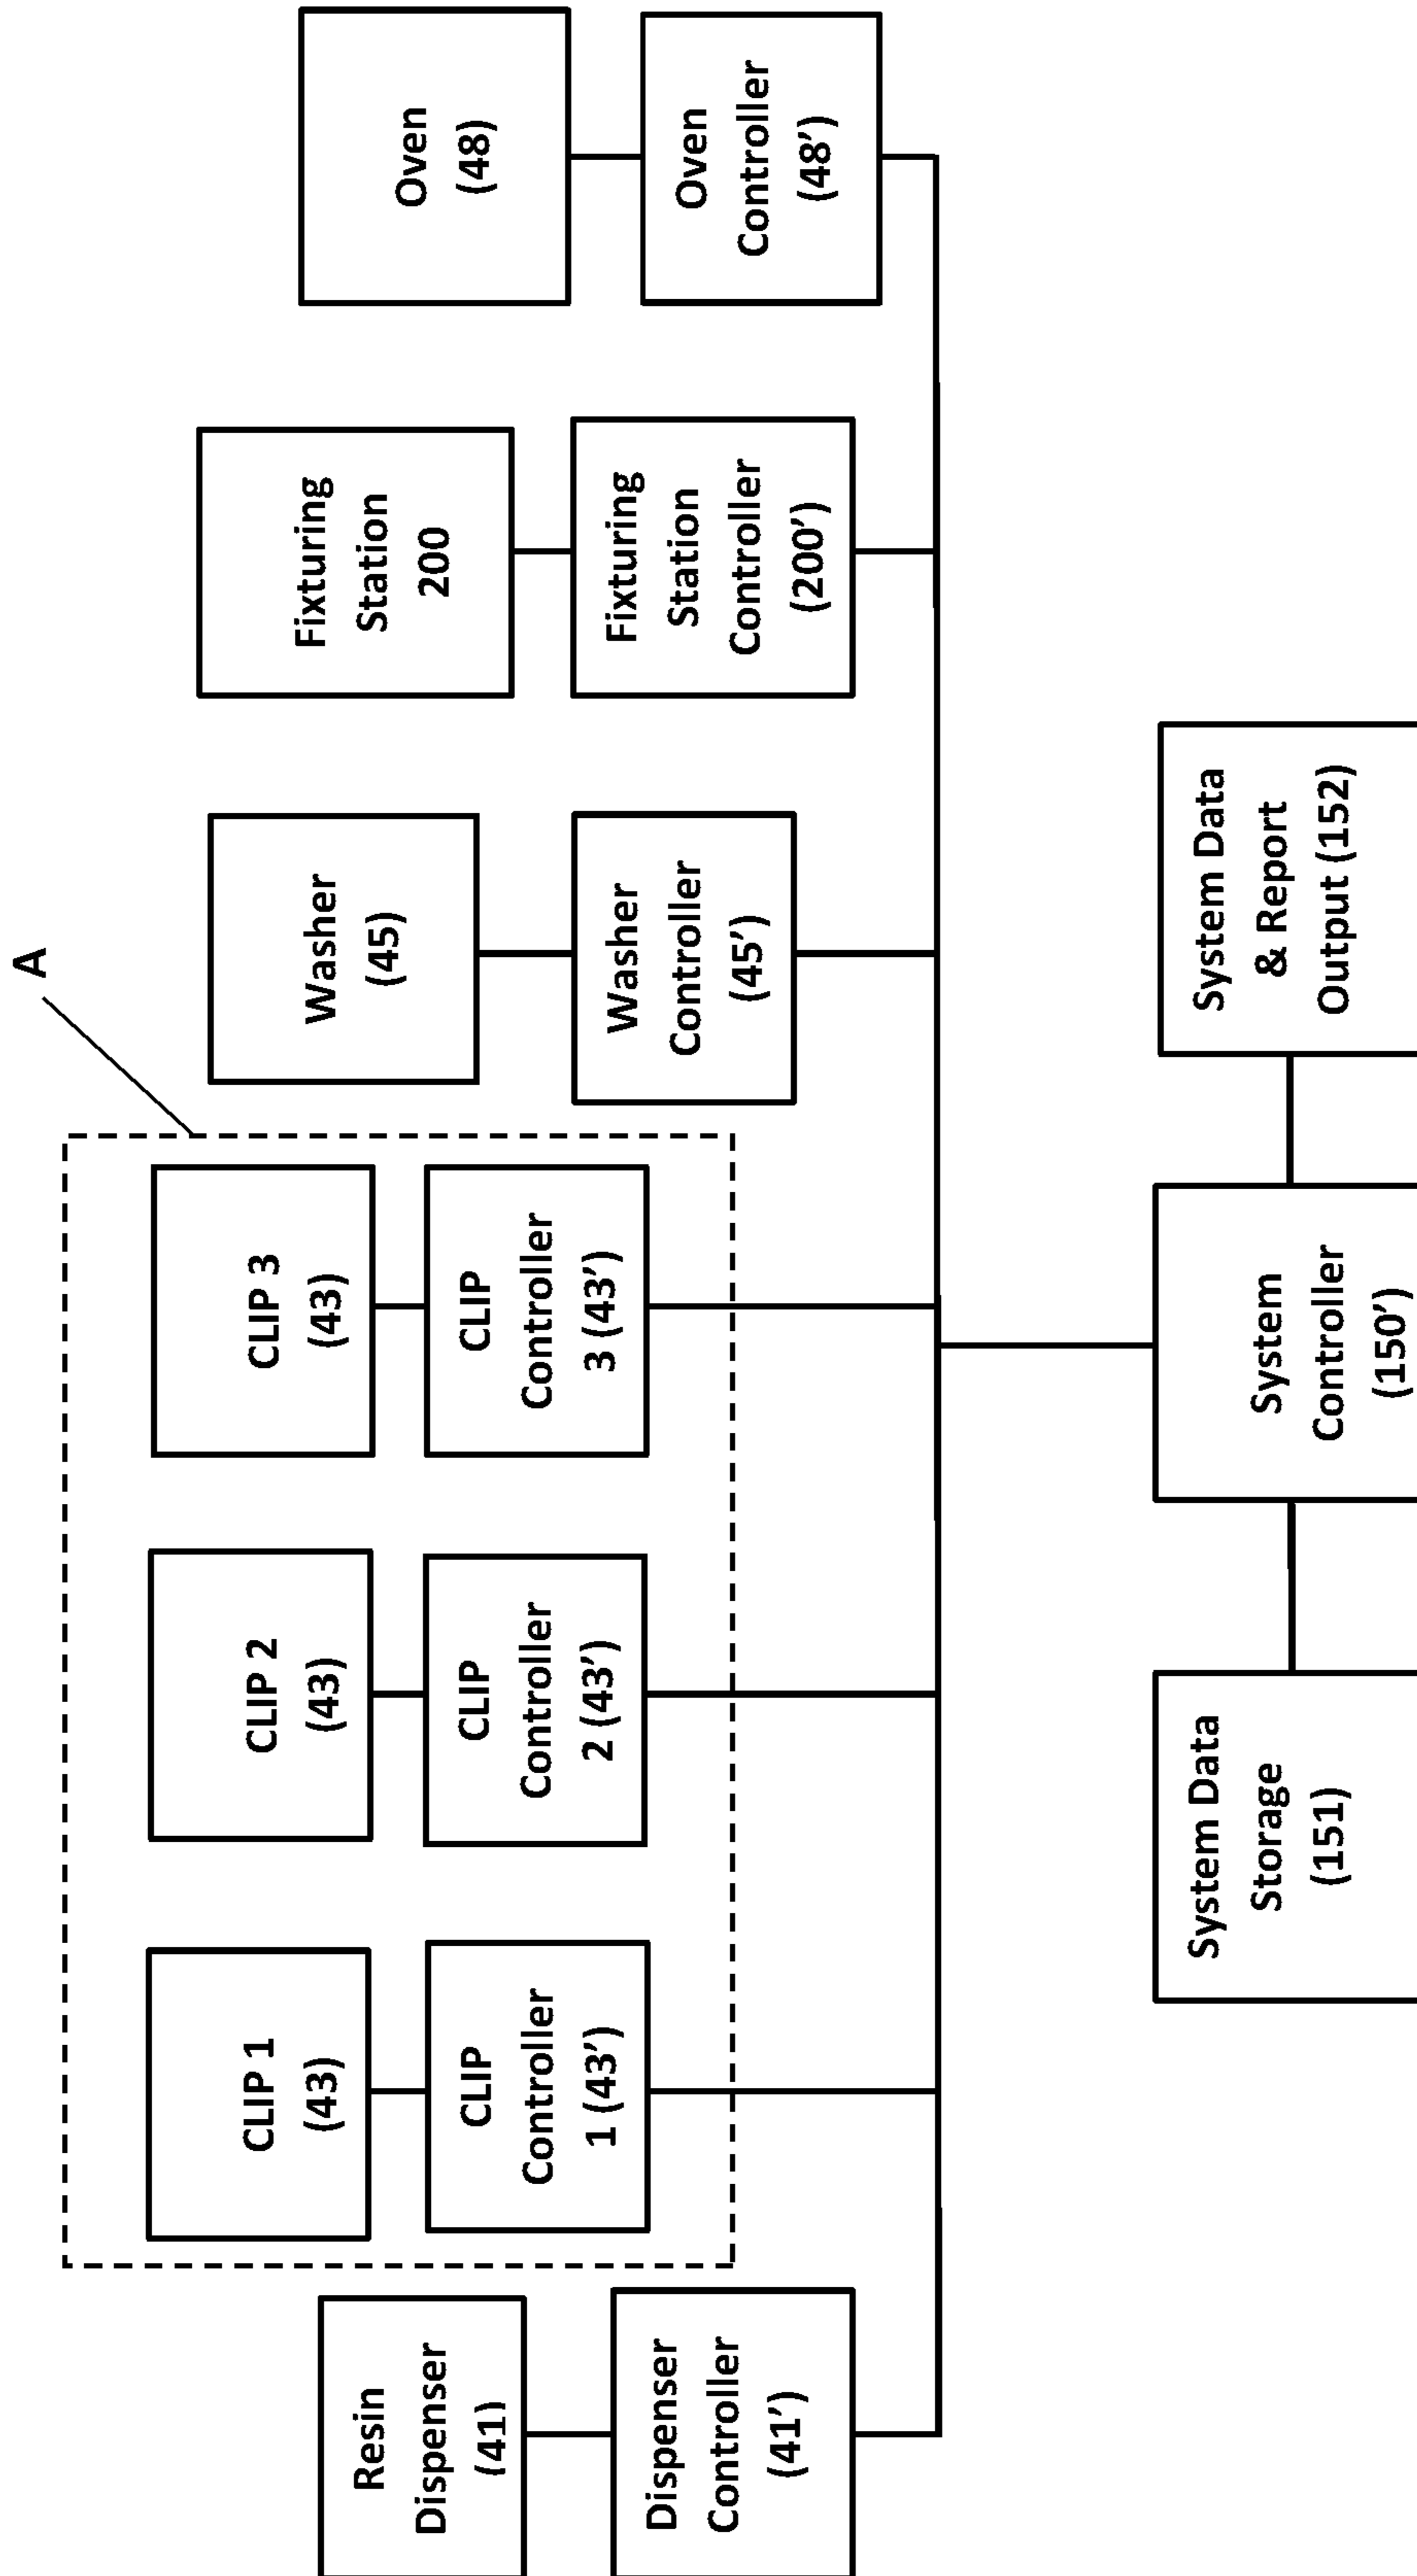 A
Resin
Dispenser
(41)
Dispenser
Controller
(41’)
CLIP 1
(43)
CLIP
Controller
1 (43’)
CLIP 2
(43)
CLIP
Controller
2 (43’)
CLIP 3
(43)
CLIP
Controller
3 (43’)
Washer
(45)
Washer
Controller
(45’)
Fixturing
Station
200
Fixturing
Station
Controller
(200’)
Oven
(48)
Oven
Controller
(48’)
System Data
Storage
(151)
System
Controller
(150’)
System Data
& Report
Output (152)